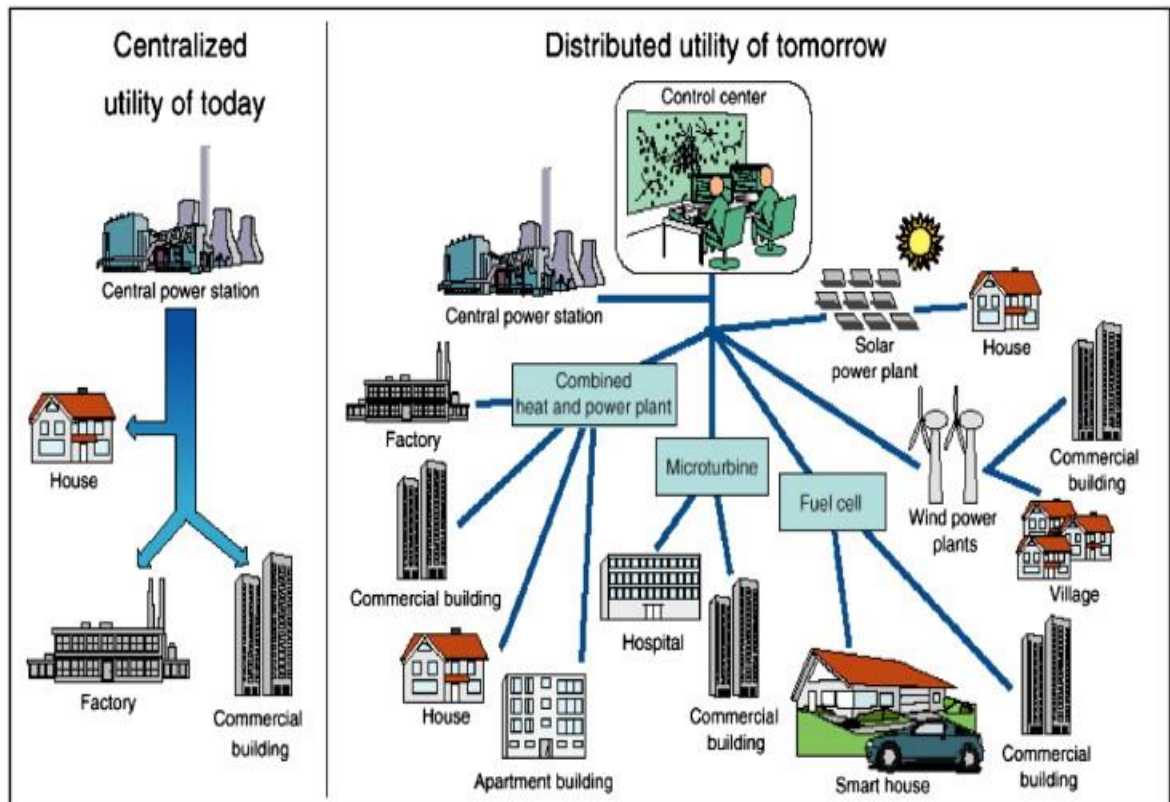 Centralized
utility of today
Central power station
House
Factory
Commercial
building
Distributed utility of tomorrow
Control center
Central power station
Solar
power plant
House
Combined
heat and power plant
Factory
Microturbine
Fuel cell
Wind power
plants
Commercial
building
Village
Commercial building
Hospital
House
Apartment building
Commercial
building
Smart house
Commercial
building